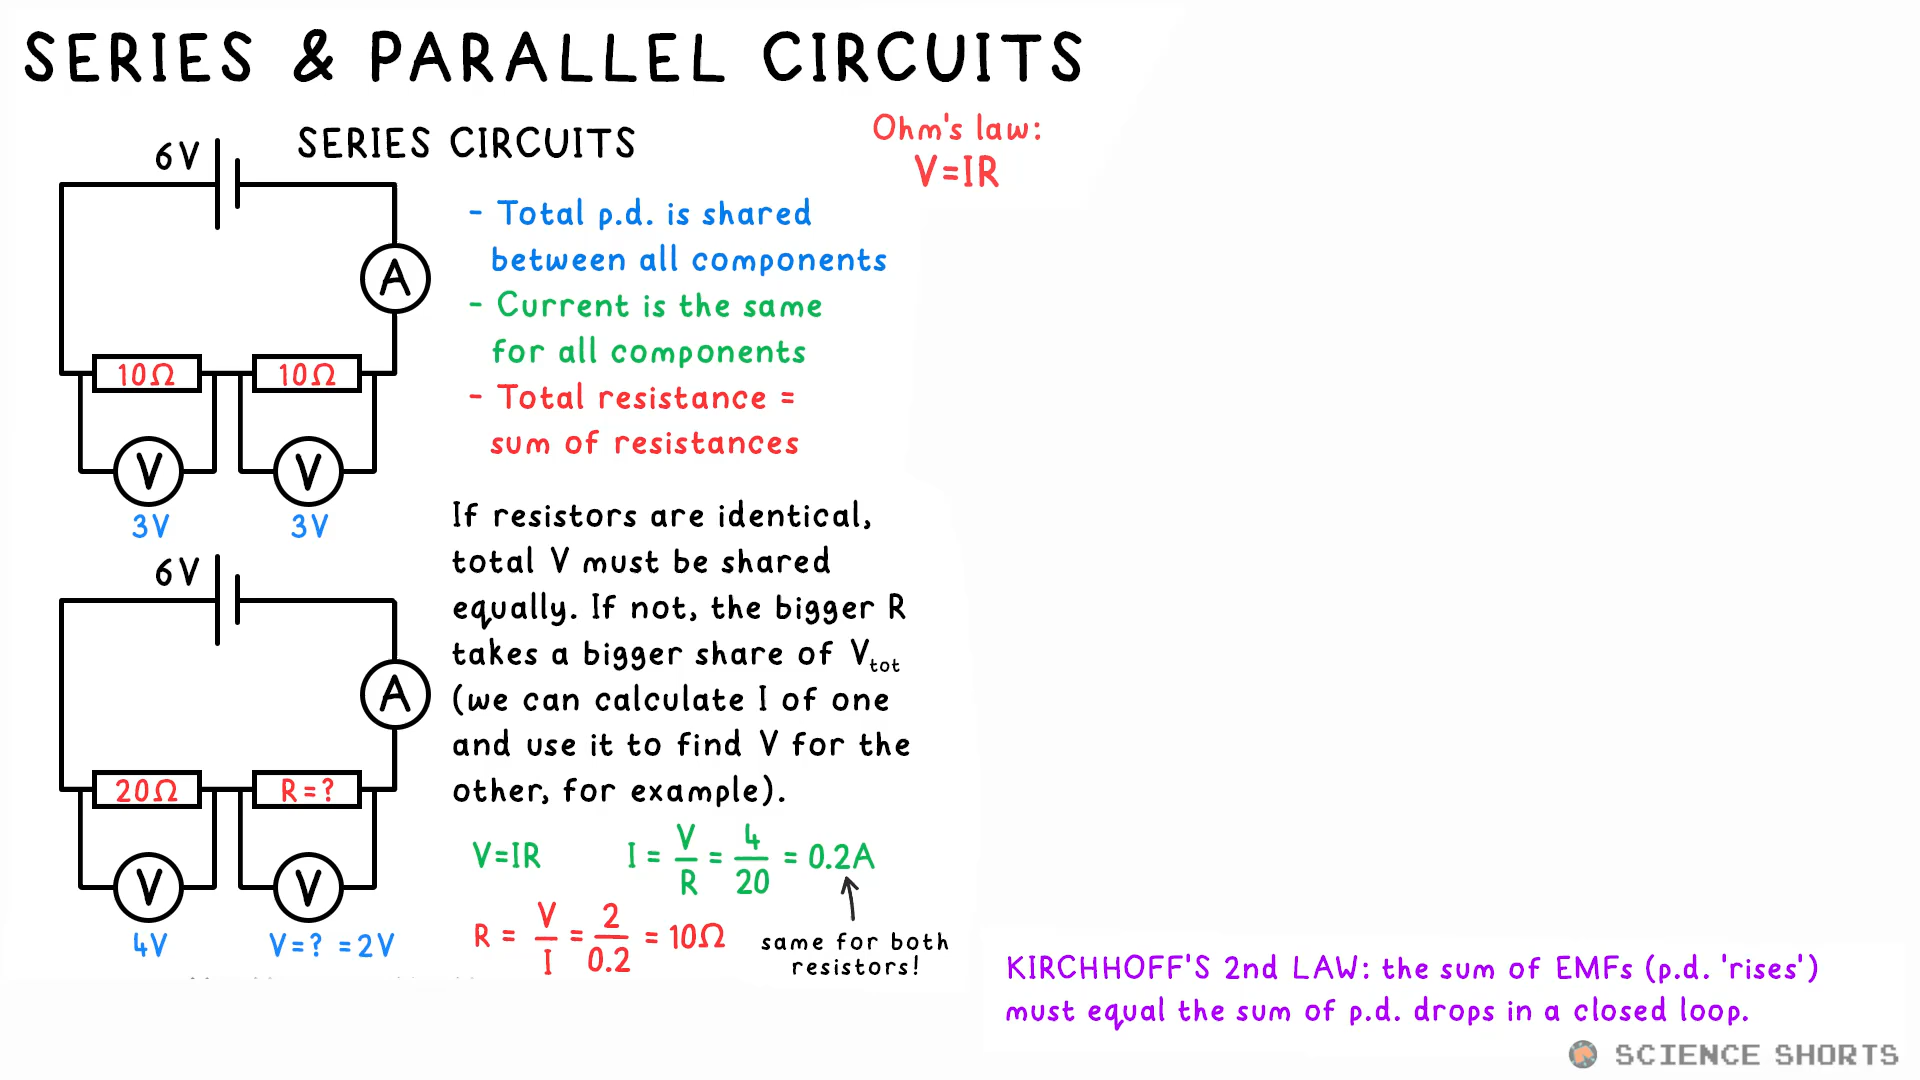 SERIES & PARALLEL CIRCUITS
SERIES CIRCUITS
Ohm's law:
V=IR
6V
A
10Ω
10Ω
V
V
3V
3V
- Total p.d. is shared
between all components
- Current is the same
for all components
- Total resistance =
sum of resistances
If resistors are identical,
total V must be shared
equally. If not, the bigger R
takes a bigger share of Vtot
(we can calculate I of one
and use it to find V for the
other, for example).
6V
A
20Ω
R=?
V
V
4V
V=? =2V
V=IR
I = V/R = 4/20 = 0.2A
R = V/I = 2/0.2 = 10Ω
same for both
resistors!
KIRCHHOFF'S 2nd LAW: the sum of EMFs (p.d. 'rises')
must equal the sum of p.d. drops in a closed loop.
SCIENCE SHORTS